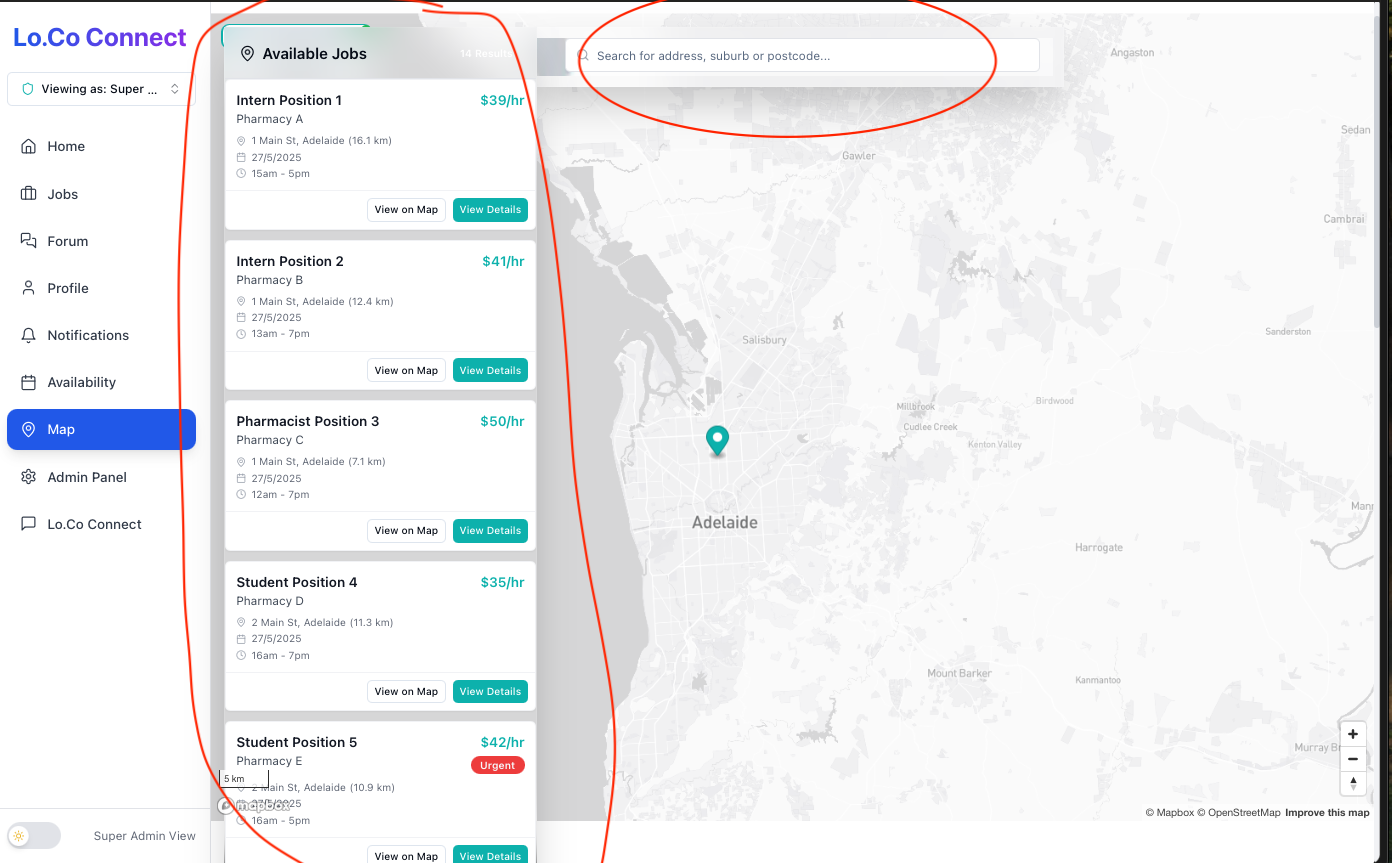 Lo.Co Connect
Viewing as: Super ...
Home
Jobs
Forum
Profile
Notifications
Availability
Map
Admin Panel
Lo.Co Connect
Super Admin View
Available Jobs
14 Results
Intern Position 1
$39/hr
Pharmacy A
1 Main St, Adelaide (16.1 km)
27/5/2025
15am - 5pm
View on Map
View Details
Intern Position 2
$41/hr
Pharmacy B
1 Main St, Adelaide (12.4 km)
27/5/2025
13am - 7pm
View on Map
View Details
Pharmacist Position 3
$50/hr
Pharmacy C
1 Main St, Adelaide (7.1 km)
27/5/2025
12am - 7pm
View on Map
View Details
Student Position 4
$35/hr
Pharmacy D
2 Main St, Adelaide (11.3 km)
27/5/2025
16am - 7pm
View on Map
View Details
Student Position 5
$42/hr
Pharmacy E
Urgent
2 Main St, Adelaide (10.9 km)
27/5/2025
16am - 5pm
View on Map
View Details
5 km
mapbox
Search for address, suburb or postcode...
Angaston
Sedan
Gawler
Cambrai
Sanderston
Salisbury
Birdwood
Millbrook
Cudlee Creek
Kenton Valley
Adelaide
Mann
Harrogate
Mount Barker
Kanmantoo
Murray Br
© Mapbox © OpenStreetMap Improve this map